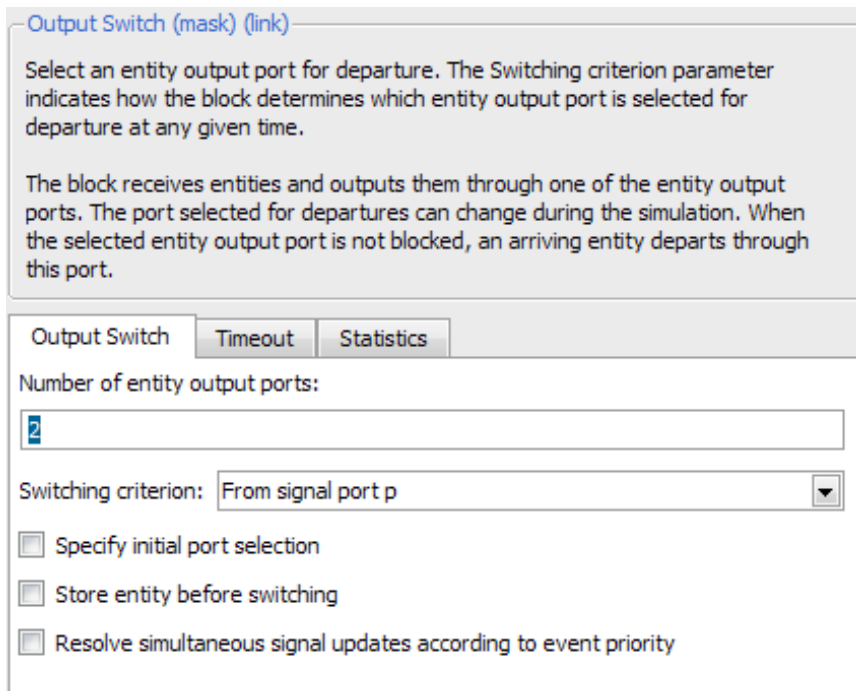 Output Switch (mask) (link)
Select an entity output port for departure. The Switching criterion parameter
indicates how the block determines which entity output port is selected for
departure at any given time.
The block receives entities and outputs them through one of the entity output
ports. The port selected for departures can change during the simulation. When
the selected entity output port is not blocked, an arriving entity departs through
this port.
Output Switch Timeout Statistics
Number of entity output ports:
2
Switching criterion: From signal port p
Specify initial port selection
Store entity before switching
Resolve simultaneous signal updates according to event priority